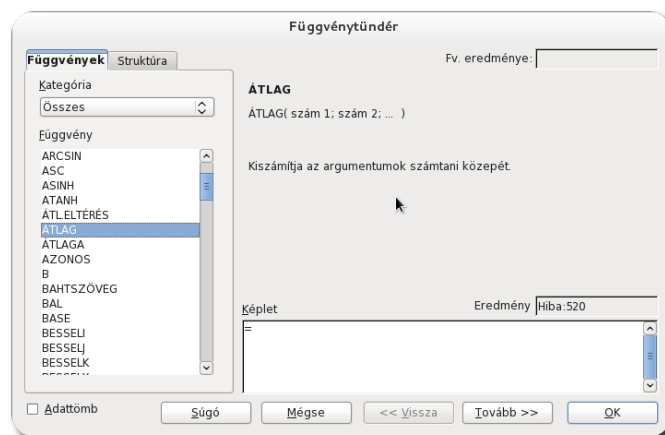 Függvénytündér
Függvények
Struktúra
Kategória
Összes
Függvény
ARCSIN
ASC
ASINH
ATANH
ÁTL.ELTÉRÉS
ÁTLAG
ÁTLAGA
AZONOS
B
BAHTSZÖVEG
BAL
BASE
BESSELI
BESSELJ
BESSELK
Fv. eredménye:
ÁTLAG
ÁTLAG( szám 1; szám 2; ... )
Kiszámítja az argumentumok számtani közepét.
Képlet
Eredmény
Hiba:520
=
Adattömb
Súgó
Mégse
<< Vissza
Tovább >>
OK